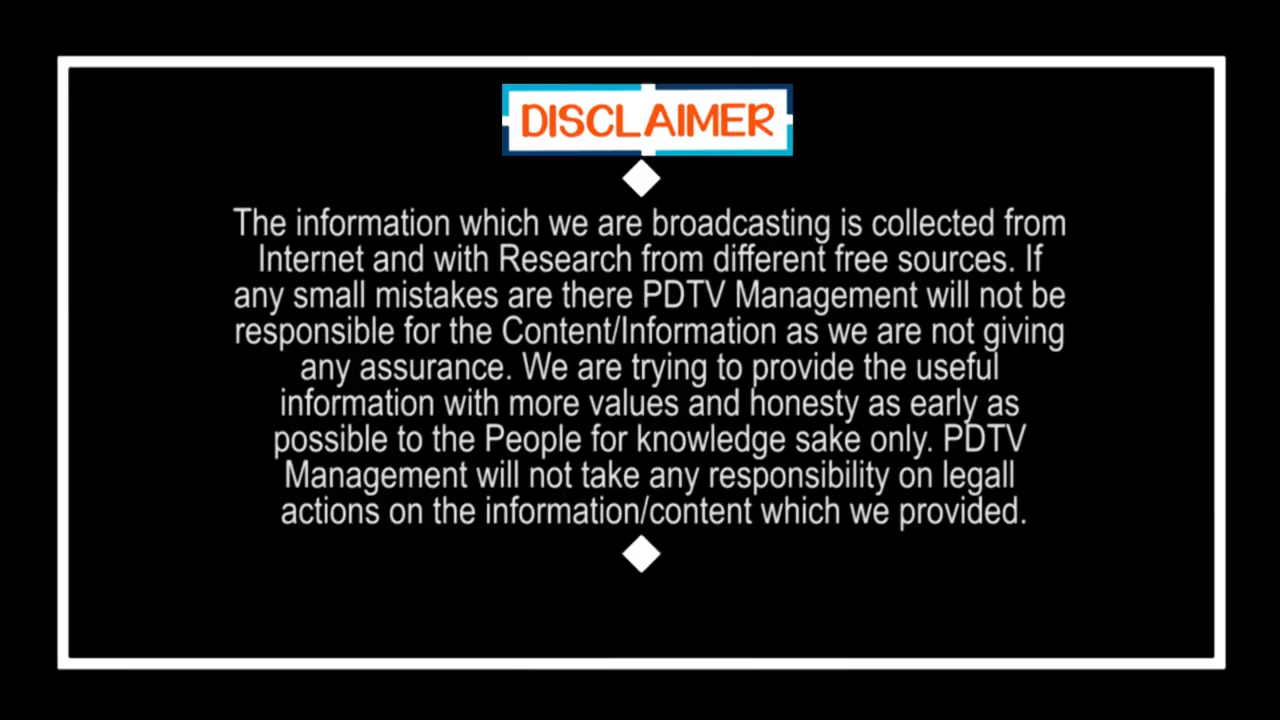 DISCLAIMER
The information which we are broadcasting is collected from
Internet and with Research from different free sources. If
any small mistakes are there PDTV Management will not be
responsible for the Content/Information as we are not giving
any assurance. We are trying to provide the useful
information with more values and honesty as early as
possible to the People for knowledge sake only. PDTV
Management will not take any responsibility on legall
actions on the information/content which we provided.